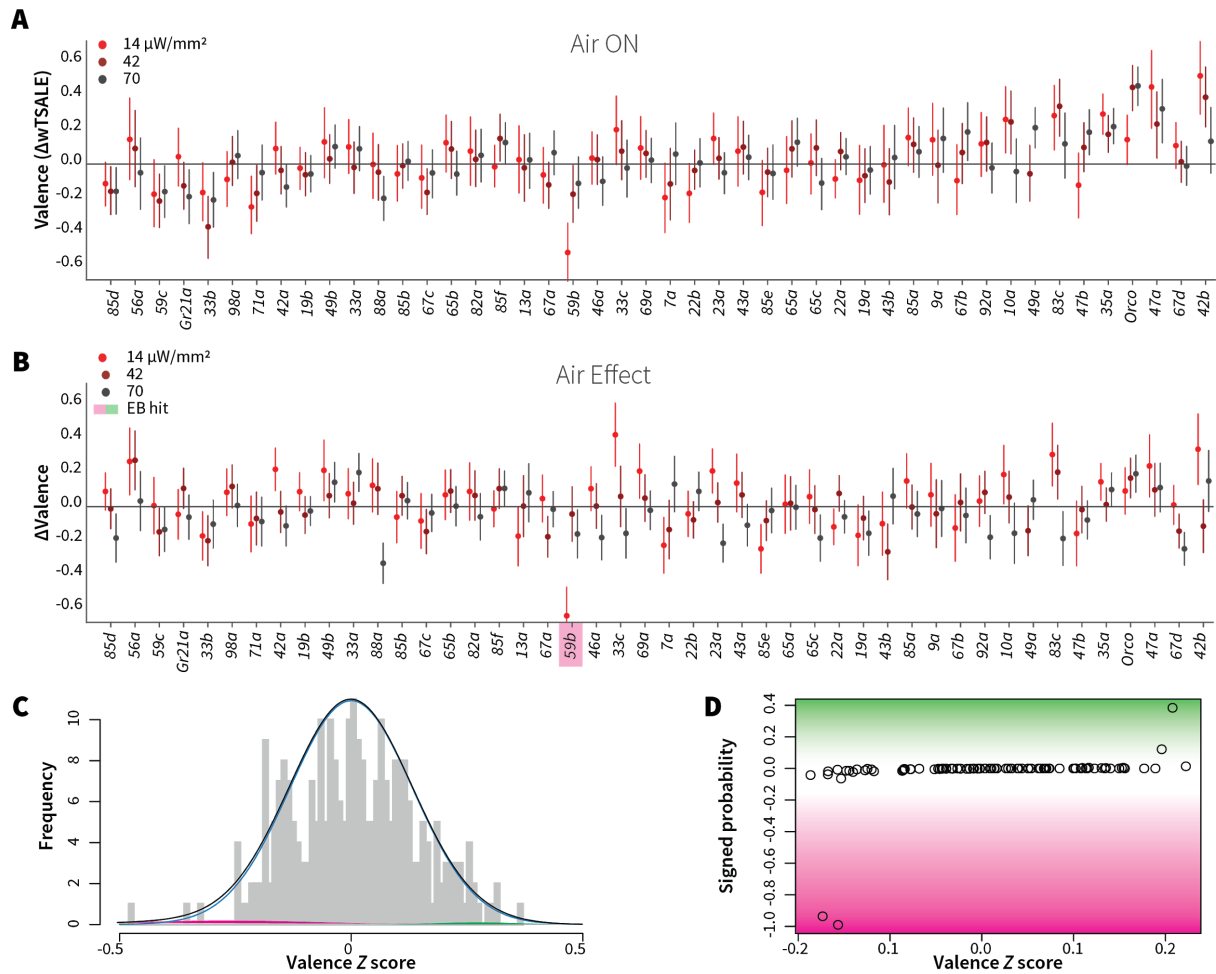 A
Air ON
14 µW/mm²
42
70
Valence (ΔwTSALE)
0.6
0.4
0.2
0.0
-0.2
-0.4
-0.6
85d 56a 59c Gr21a 33b 98a 71a 42a 19b 49b 33a 88a 85b 67c 65b 82a 85f 13a 67a 59b 46a 33c 69a 7a 22b 23a 43a 85e 65a 65c 22a 19a 43b 85a 9a 67b 92a 10a 49a 83c 47b 35a Orco 47a 67d 42b
B
Air Effect
14 µW/mm²
42
70
EB hit
ΔValence
0.6
0.4
0.2
0.0
-0.2
-0.4
-0.6
85d 56a 59c Gr21a 33b 98a 71a 42a 19b 49b 33a 88a 85b 67c 65b 82a 85f 13a 67a 59b 46a 33c 69a 7a 22b 23a 43a 85e 65a 65c 22a 19a 43b 85a 9a 67b 92a 10a 49a 83c 47b 35a Orco 47a 67d 42b
C
Frequency
10
8
6
4
2
0
-0.5 0 0.5
Valence Z score
D
Signed probability
0.4
0.2
0.0
-0.2
-0.4
-0.6
-0.8
-1.0
-0.2 0.1 0.0 0.1 0.2
Valence Z score